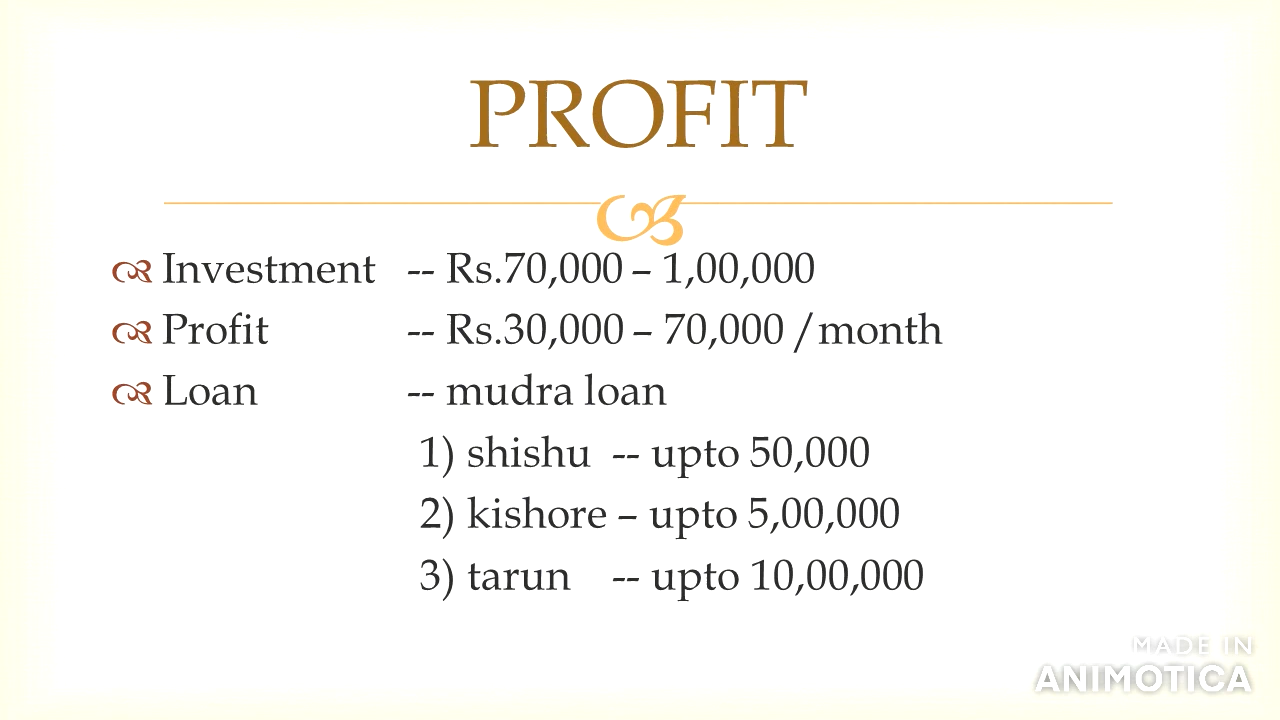 PROFIT
Investment -- Rs.70,000 – 1,00,000
Profit -- Rs.30,000 – 70,000 /month
Loan -- mudra loan
1) shishu -- upto 50,000
2) kishore – upto 5,00,000
3) tarun -- upto 10,00,000
MADE IN
ANIMOTICA